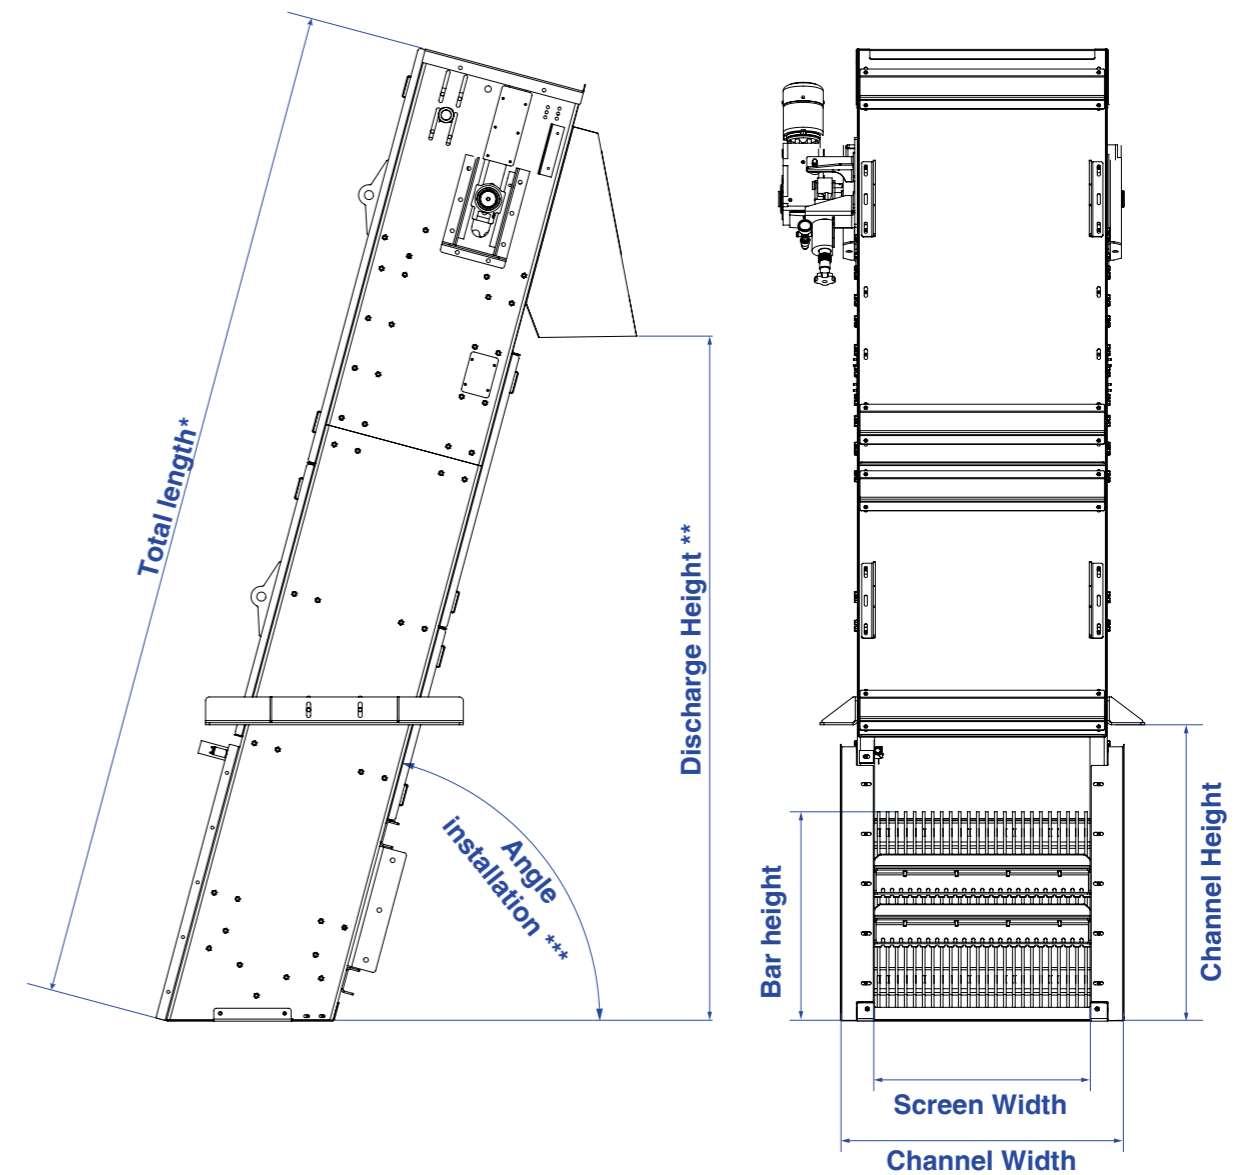 Total length*
Discharge Height **
Angle
installation ***
Bar height
Channel Height
Screen Width
Channel Width